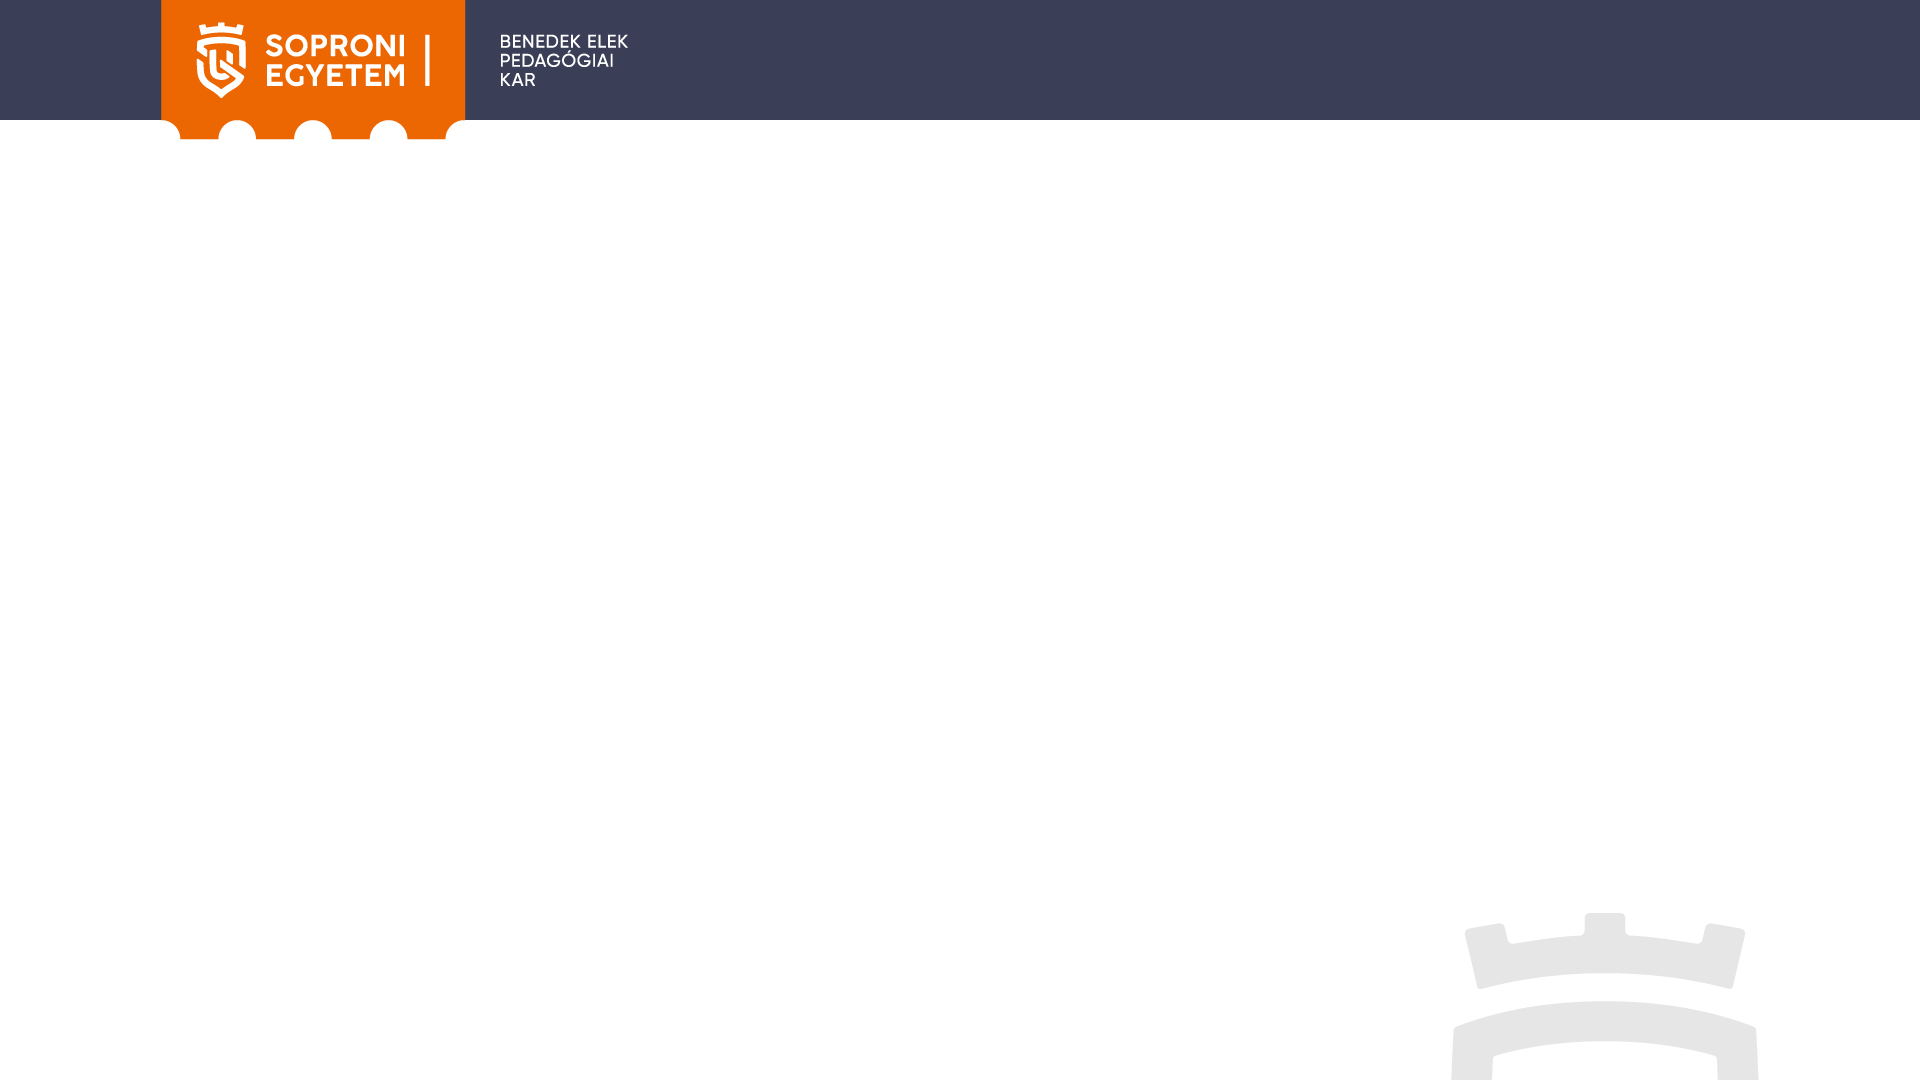 SOPRONI
EGYETEM
BENEDEK ELEK
PEDAGÓGIAI
KAR